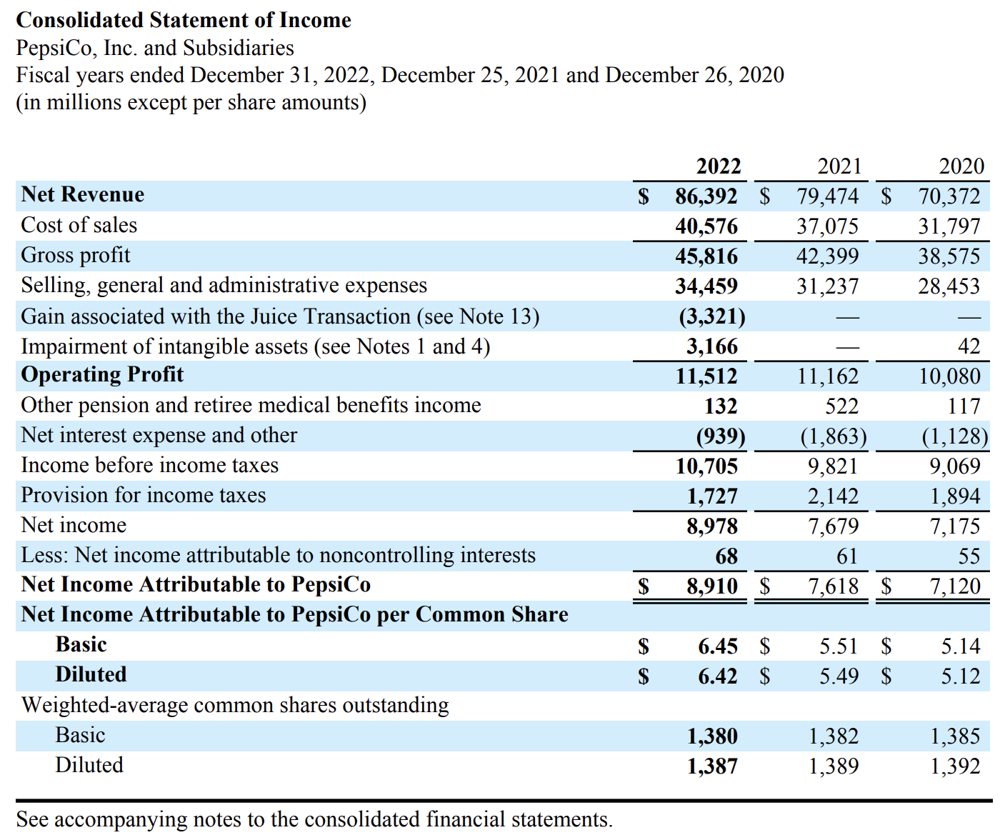 Consolidated Statement of Income
PepsiCo, Inc. and Subsidiaries
Fiscal years ended December 31, 2022, December 25, 2021 and December 26, 2020
(in millions except per share amounts)
2022 2021 2020
Net Revenue $ 86,392 $ 79,474 $ 70,372
Cost of sales 40,576 37,075 31,797
Gross profit 45,816 42,399 38,575
Selling, general and administrative expenses 34,459 31,237 28,453
Gain associated with the Juice Transaction (see Note 13) (3,321) — —
Impairment of intangible assets (see Notes 1 and 4) 3,166 — 42
Operating Profit 11,512 11,162 10,080
Other pension and retiree medical benefits income 132 522 117
Net interest expense and other (939) (1,863) (1,128)
Income before income taxes 10,705 9,821 9,069
Provision for income taxes 1,727 2,142 1,894
Net income 8,978 7,679 7,175
Less: Net income attributable to noncontrolling interests 68 61 55
Net Income Attributable to PepsiCo $ 8,910 $ 7,618 $ 7,120
Net Income Attributable to PepsiCo per Common Share
Basic $ 6.45 $ 5.51 $ 5.14
Diluted $ 6.42 $ 5.49 $ 5.12
Weighted-average common shares outstanding
Basic 1,380 1,382 1,385
Diluted 1,387 1,389 1,392
See accompanying notes to the consolidated financial statements.